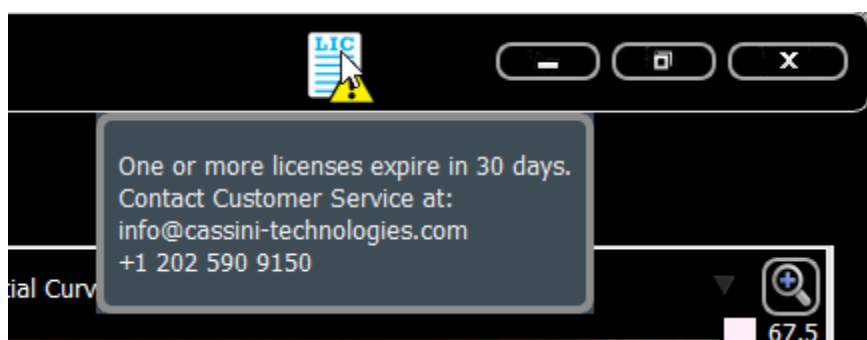 LIC
X
One or more licenses expire in 30 days.
Contact Customer Service at:
info@cassini-technologies.com
+1 202 590 9150
tial Curv
67.5